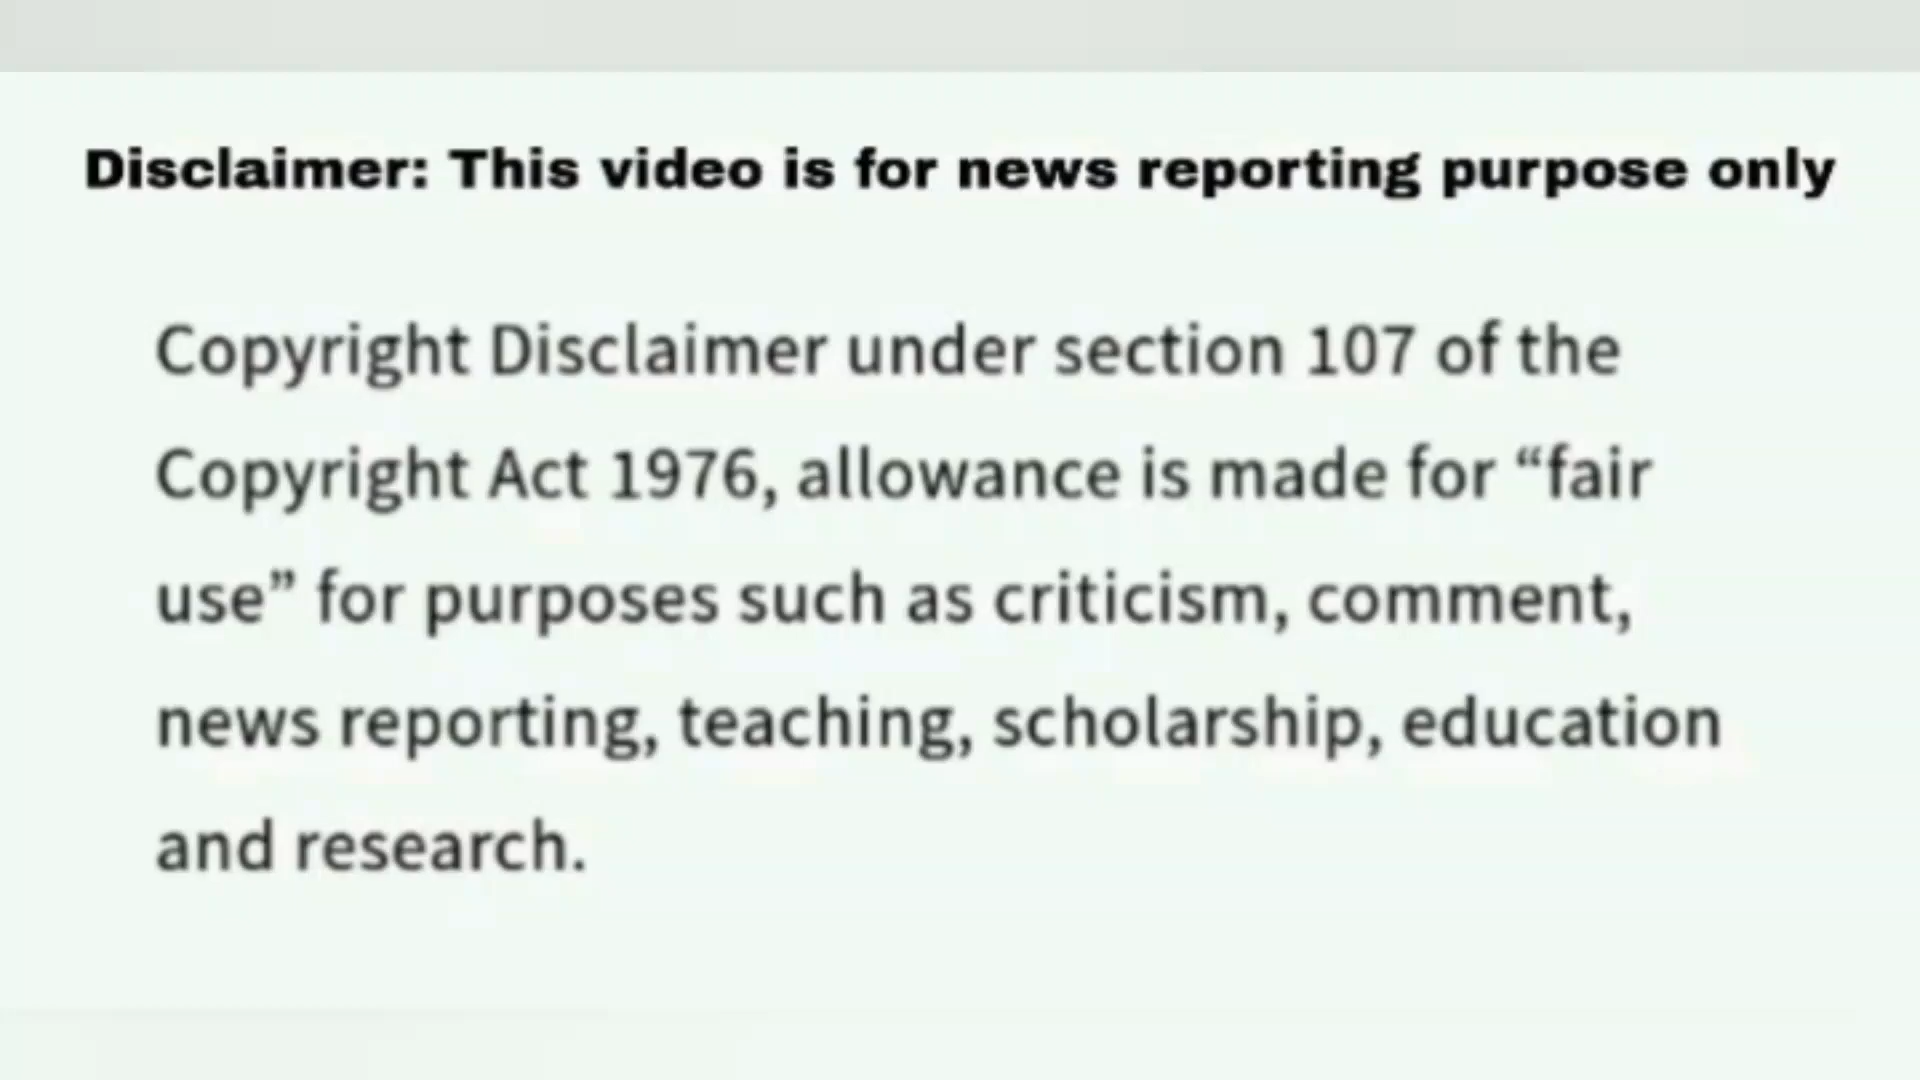 Disclaimer: This video is for news reporting purpose only
Copyright Disclaimer under section 107 of the
Copyright Act 1976, allowance is made for “fair
use” for purposes such as criticism, comment,
news reporting, teaching, scholarship, education
and research.